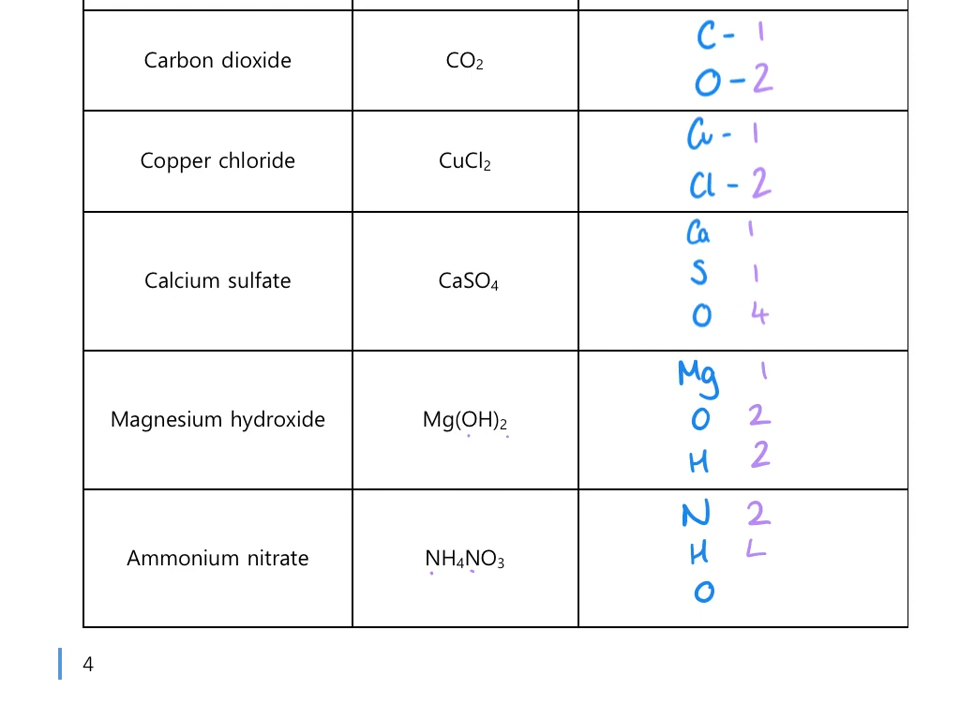 Carbon dioxide CO₂ C - 1
O - 2
Copper chloride CuCl₂ Cu - 1
Cl - 2
Calcium sulfate CaSO₄ Ca 1
S 1
O 4
Magnesium hydroxide Mg(OH)₂ Mg 1
O 2
H 2
Ammonium nitrate NH₄NO₃ N 2
H
O
4